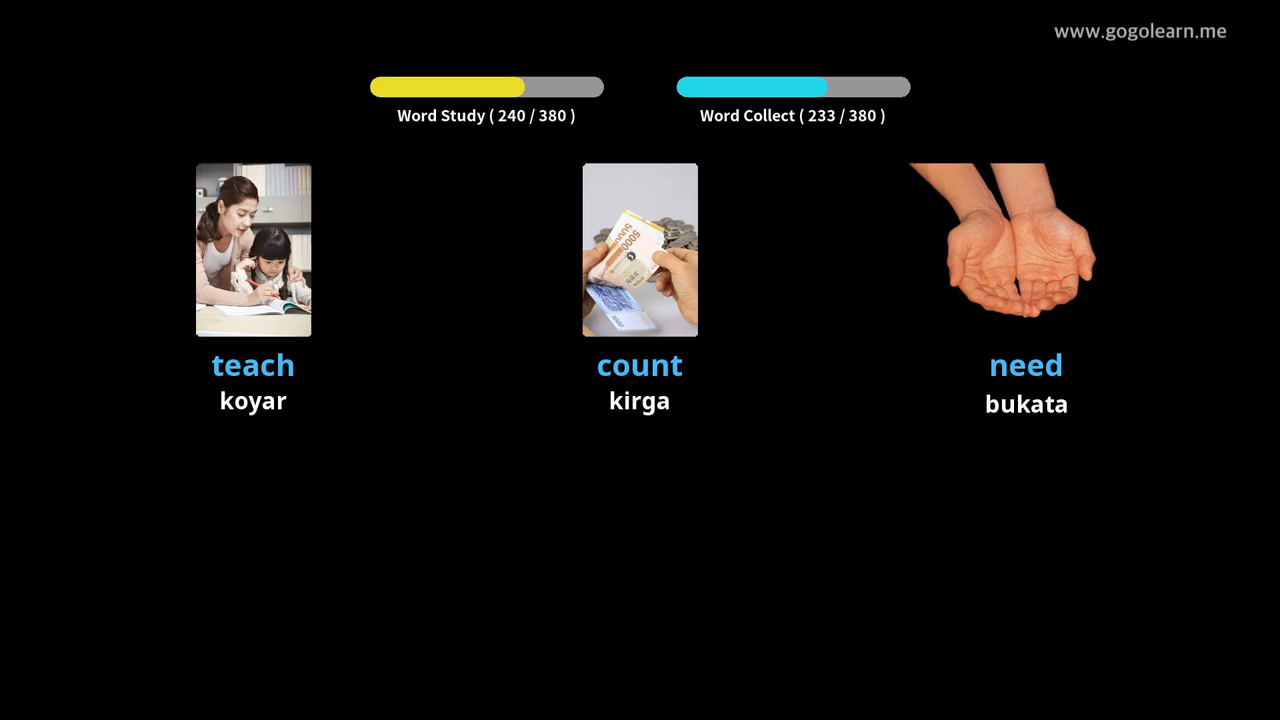 www.gogolearn.me
Word Study ( 240 / 380 )
Word Collect ( 233 / 380 )
teach
count
need
koyar
kirga
bukata